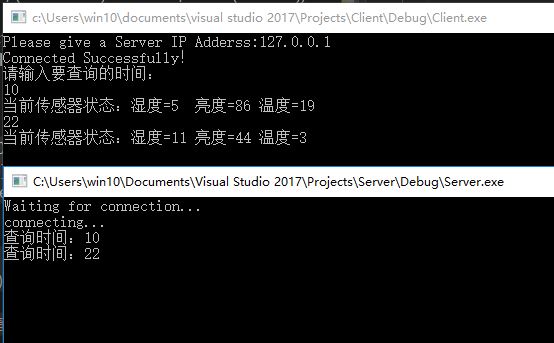 c:\Users\win10\documents\visual studio 2017\Projects\Client\Debug\Client.exe
Please give a Server IP Adderss:127.0.0.1
Connected Successfully!
请输入要查询的时间：
10
当前传感器状态：湿度=5  亮度=86 温度=19
22
当前传感器状态：湿度=11 亮度=44 温度=3
C:\Users\win10\Documents\Visual Studio 2017\Projects\Server\Debug\Server.exe
Waiting for connection...
connecting...
查询时间：10
查询时间：22